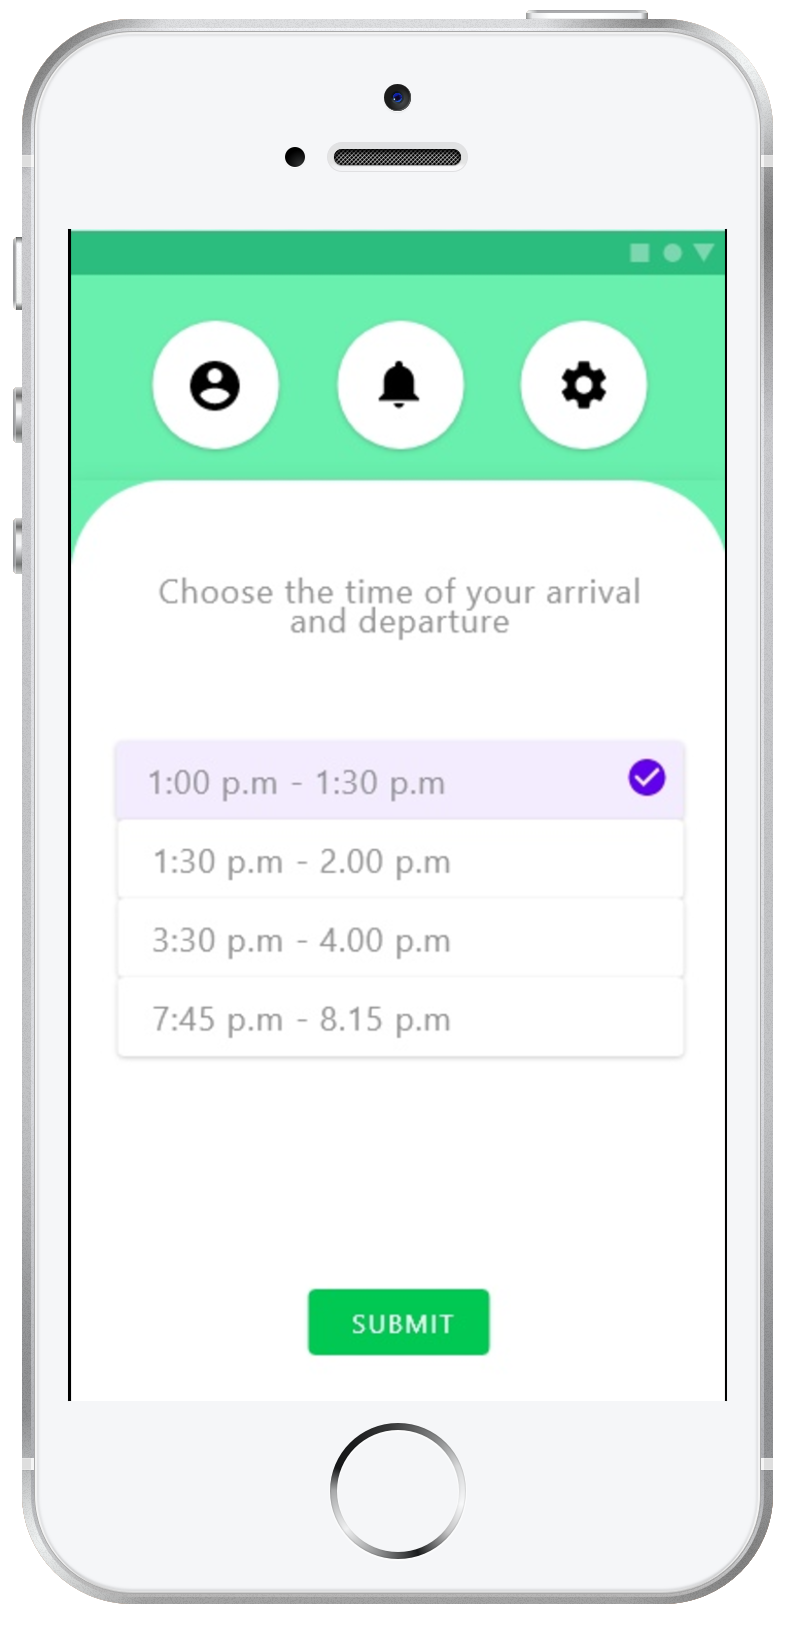 Choose the time of your arrival
and departure
1:00 p.m - 1:30 p.m
1:30 p.m - 2.00 p.m
3:30 p.m - 4.00 p.m
7:45 p.m - 8.15 p.m
SUBMIT